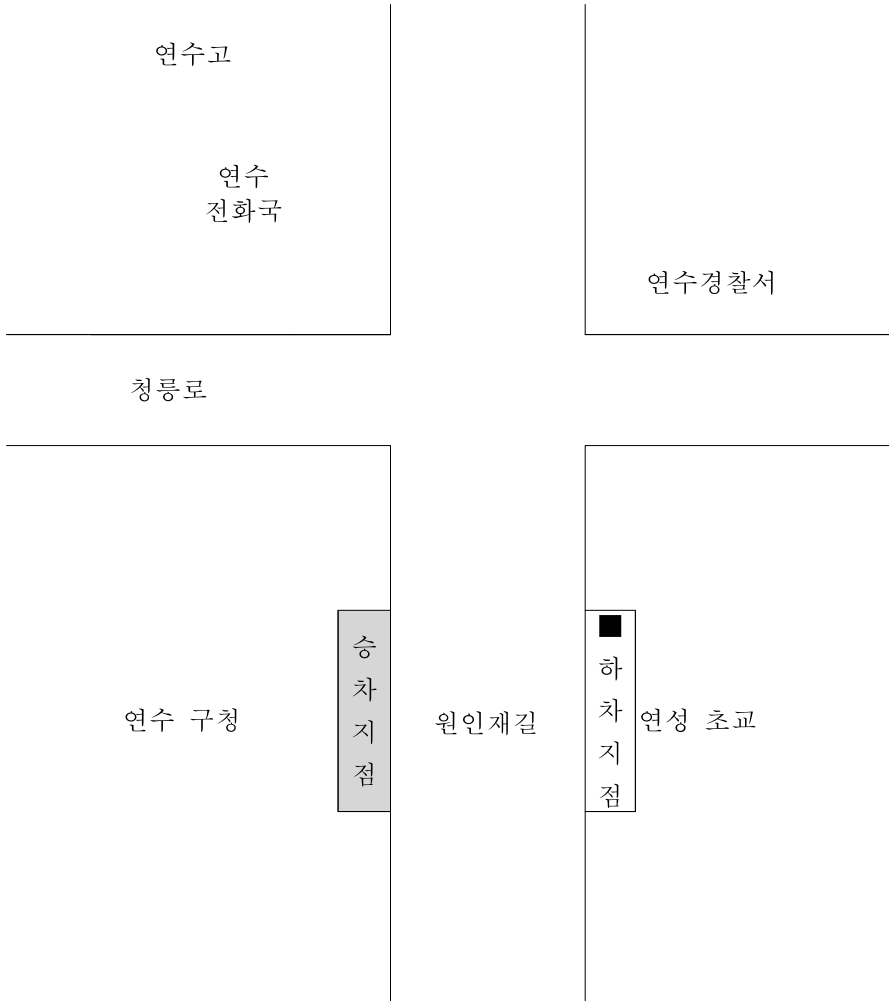 연수고
연수
전화국
연수경찰서
청릉로
승차지점
■하차지점
연수 구청
원인재길
연성 초교